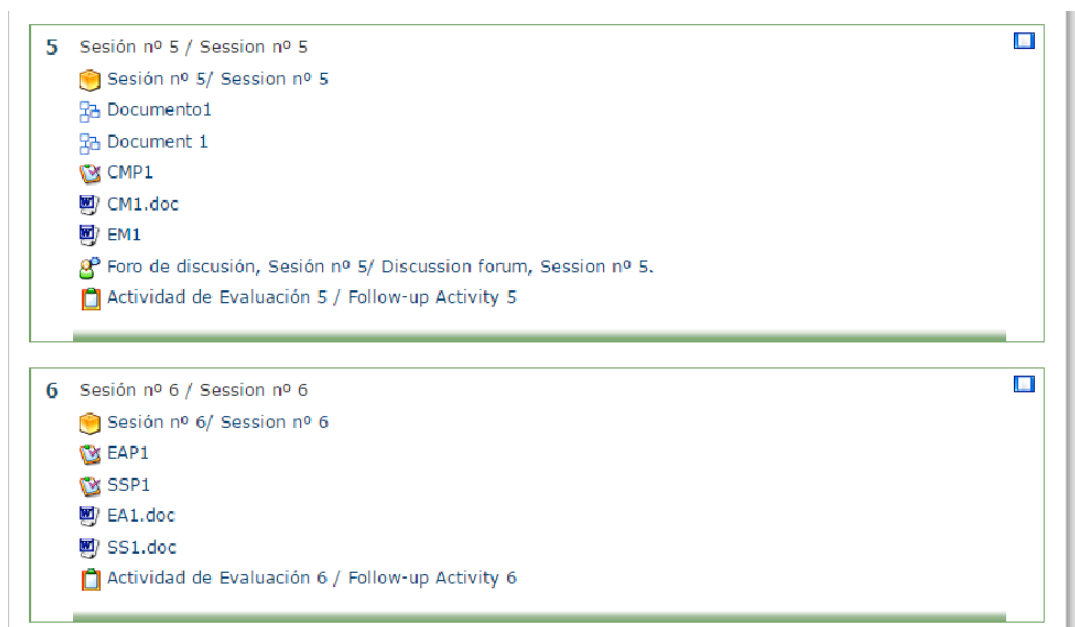 5 Sesión nº 5 / Session nº 5
Sesión nº 5/ Session nº 5
Documento1
Document 1
CMP1
CM1.doc
EM1
Foro de discusión, Sesión nº 5/ Discussion forum, Session nº 5.
Actividad de Evaluación 5 / Follow-up Activity 5
6 Sesión nº 6 / Session nº 6
Sesión nº 6/ Session nº 6
EAP1
SSP1
EA1.doc
SS1.doc
Actividad de Evaluación 6 / Follow-up Activity 6